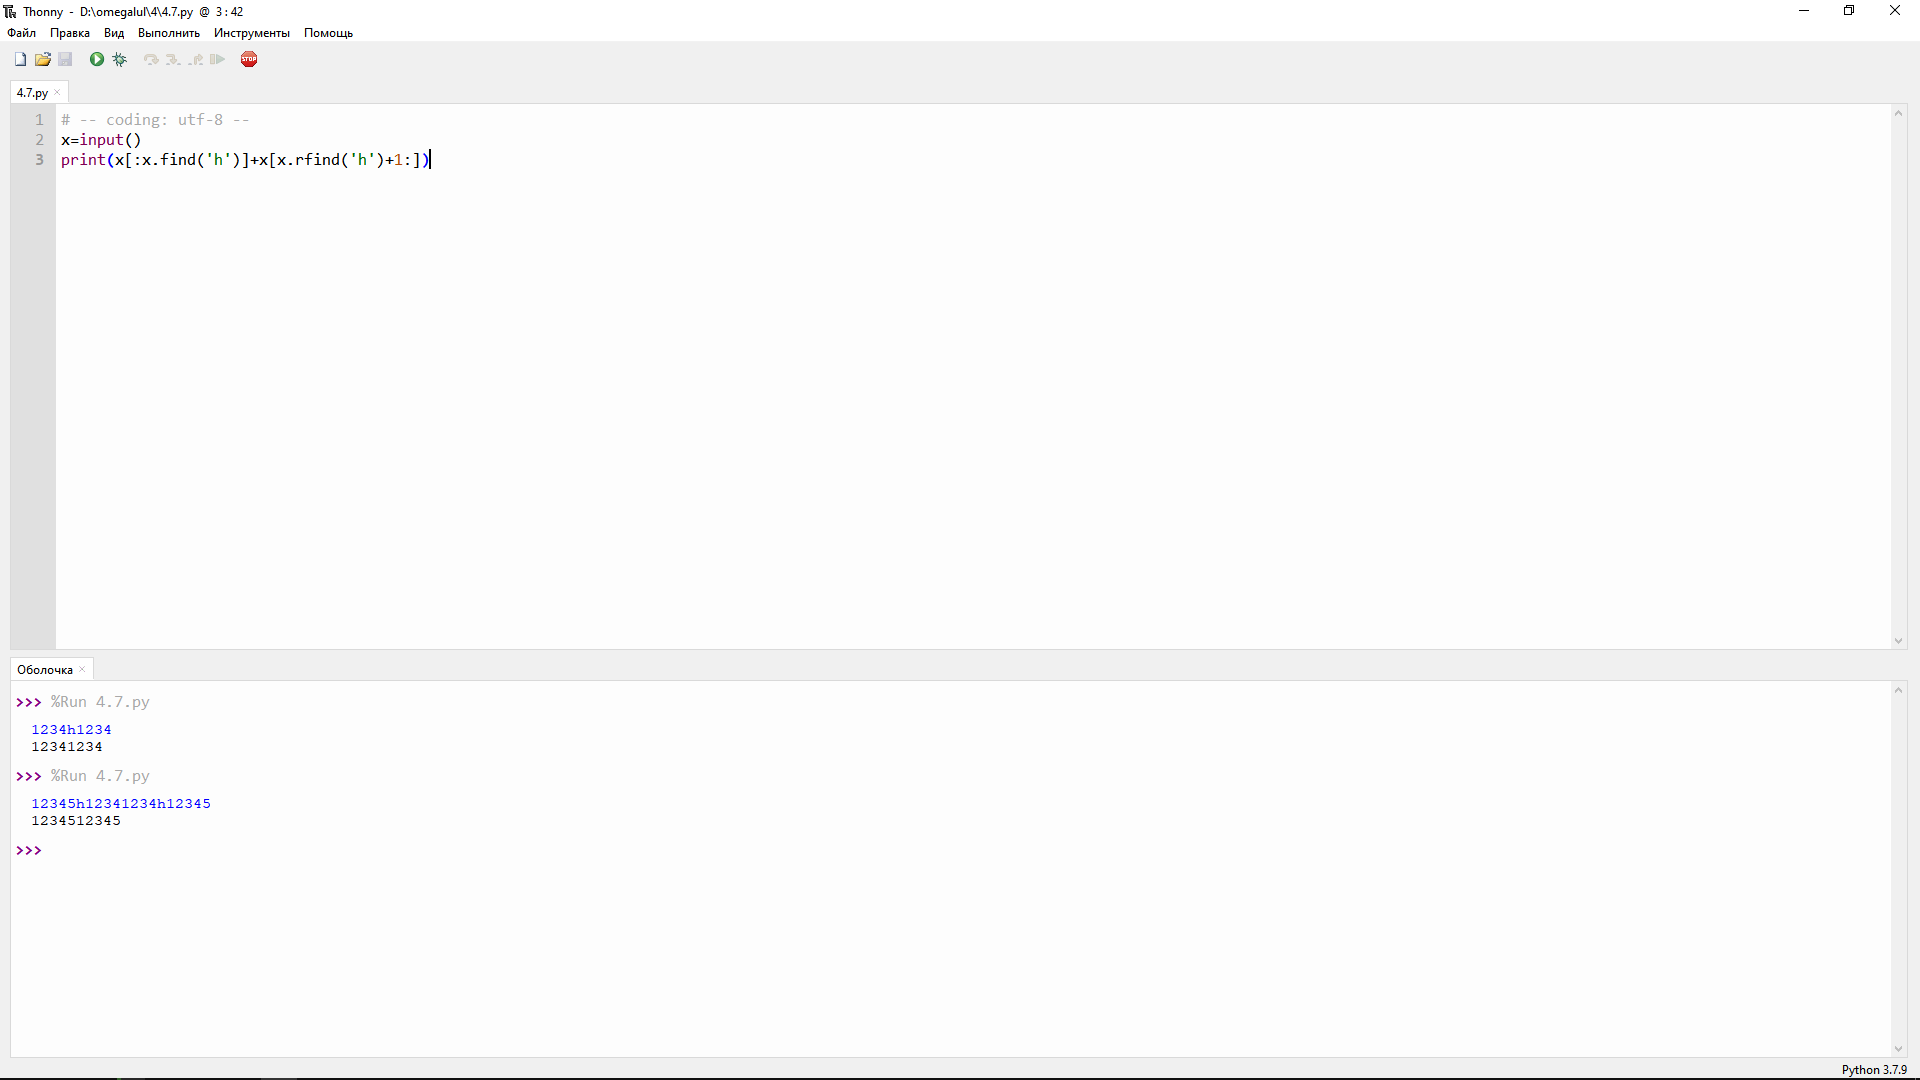 Thonny - D:\omegalul\4\4.7.py @ 3 : 42
Файл Правка Вид Выполнить Инструменты Помощь
STOP
4.7.py
1 # -- coding: utf-8 --
2 x=input()
3 print(x[:x.find('h')]+x[x.rfind('h')+1:])
Оболочка
>>> %Run 4.7.py
1234h1234
12341234
>>> %Run 4.7.py
12345h12341234h12345
1234512345
>>>
Python 3.7.9